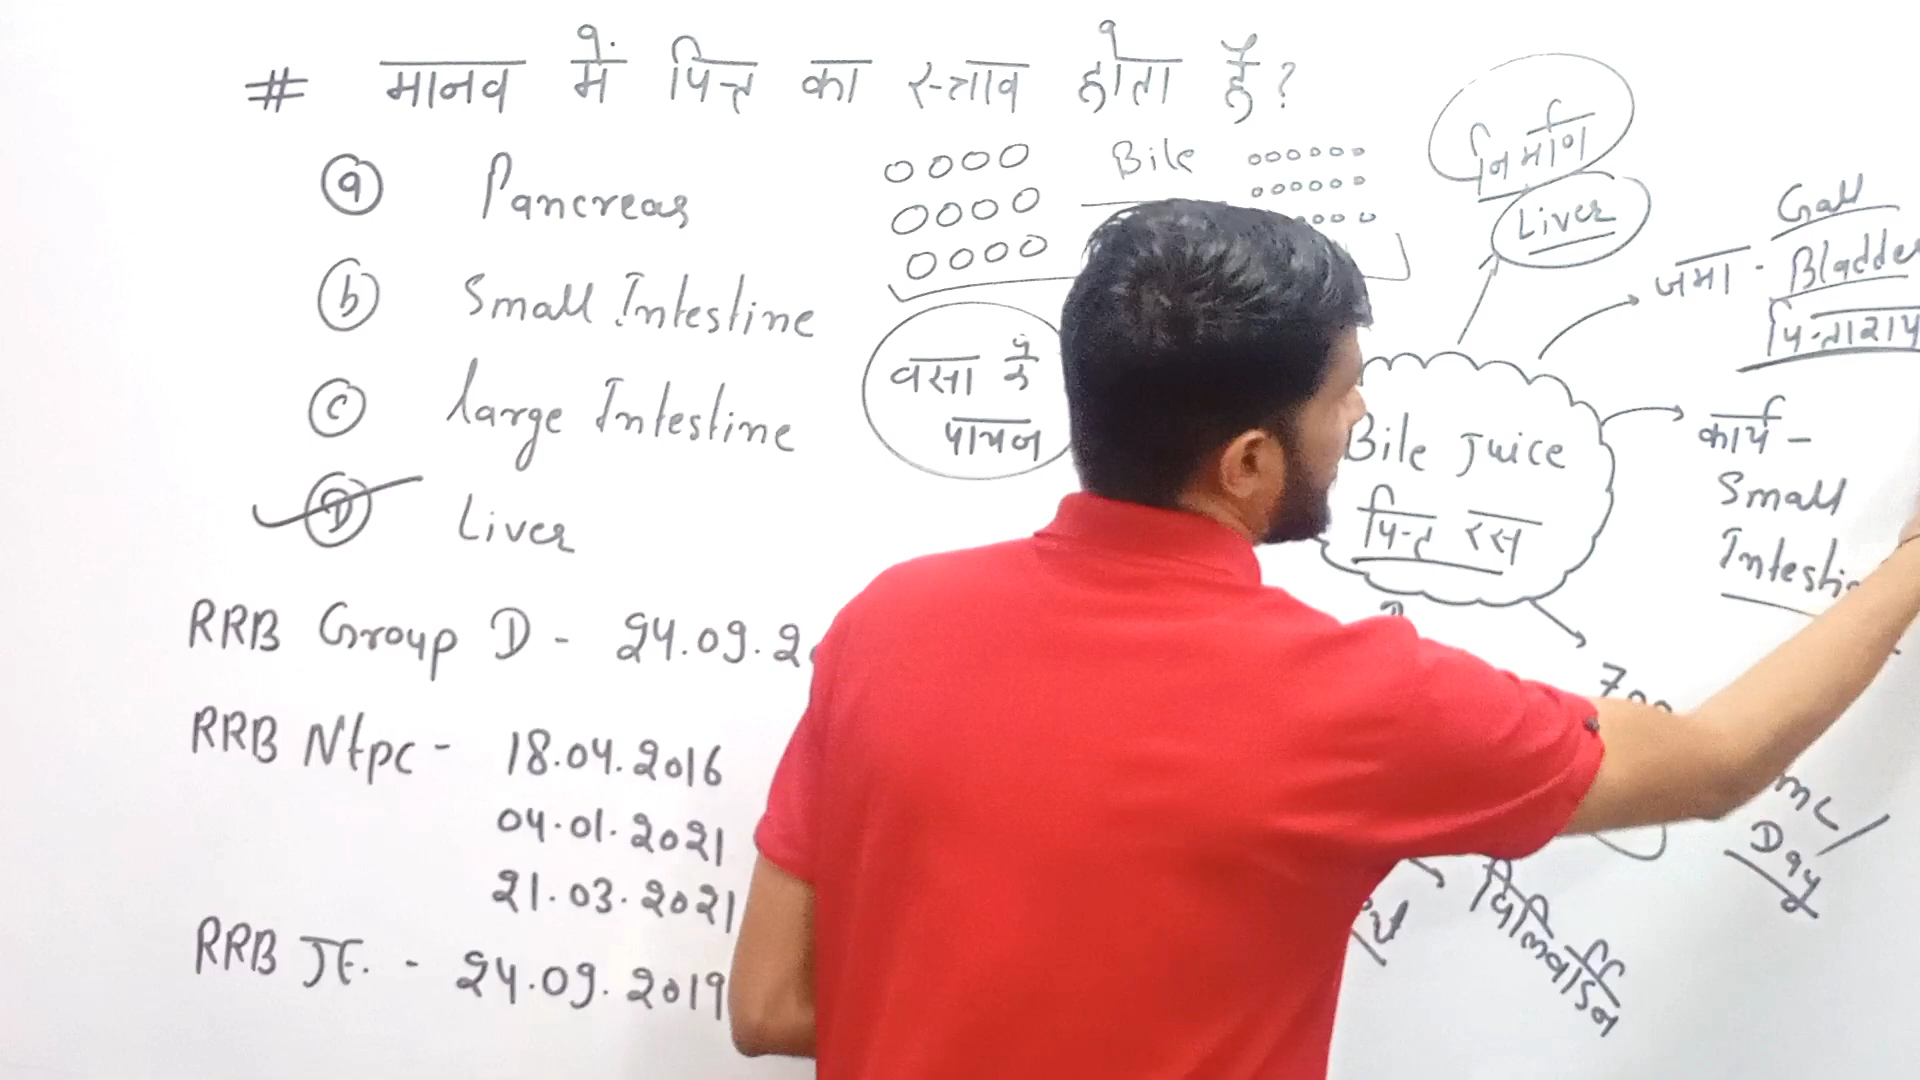 # मानव में पित्त का स्त्राव होता है?
a Pancreas
b Small Intestine
c Large Intestine
D Liver
RRB Group D - 24.09.2
RRB Ntpc - 18.04.2016
04.01.2021
21.03.2021
RRB JE. - 24.09.2019
Bile
वसा के
पाचन
निर्माण
Liver
जमा - Gall
Bladder
पित्ताशय
Bile Juice
पित्त रस
कार्य -
Small
Day